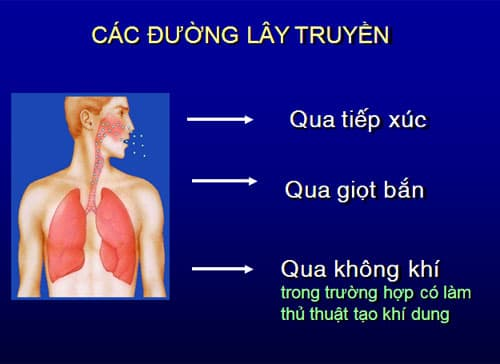 CÁC ĐƯỜNG LÂY TRUYỀN
Qua tiếp xúc
Qua giọt bắn
Qua không khí
trong trường hợp có làm
thủ thuật tạo khí dung